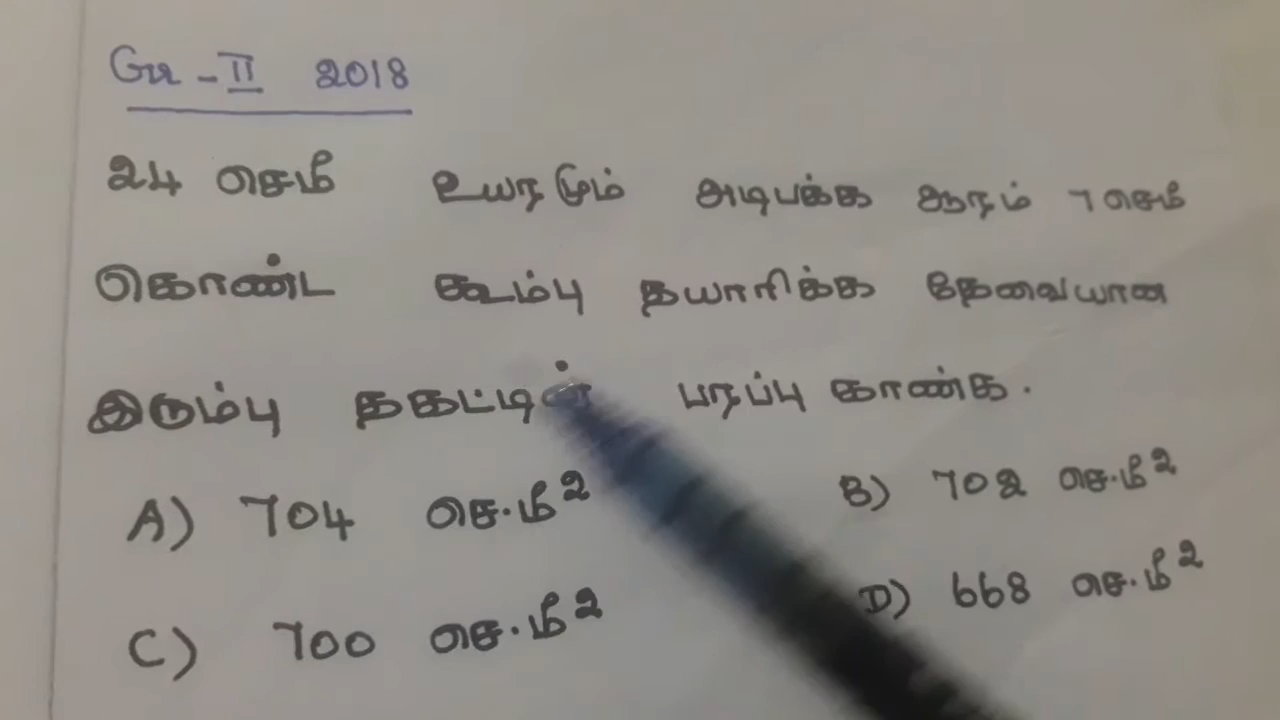 Gr - II 2018
24 செமீ உயரமும் அடிபக்க ஆரம் 7 செமீ
கொண்ட கூம்பு தயாரிக்க தேவையான
இரும்பு தகட்டின் பரப்பு காண்க.
A) 704 செ.மீ² B) 702 செ.மீ²
C) 700 செ.மீ² D) 668 செ.மீ²